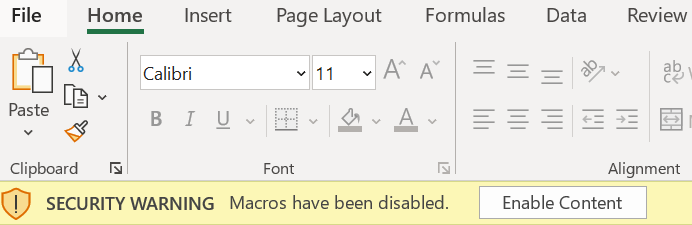 File Home Insert Page Layout Formulas Data Review
Calibri 11 A A
ab
Paste B I U A c
Clipboard Font Alignment
SECURITY WARNING Macros have been disabled. Enable Content